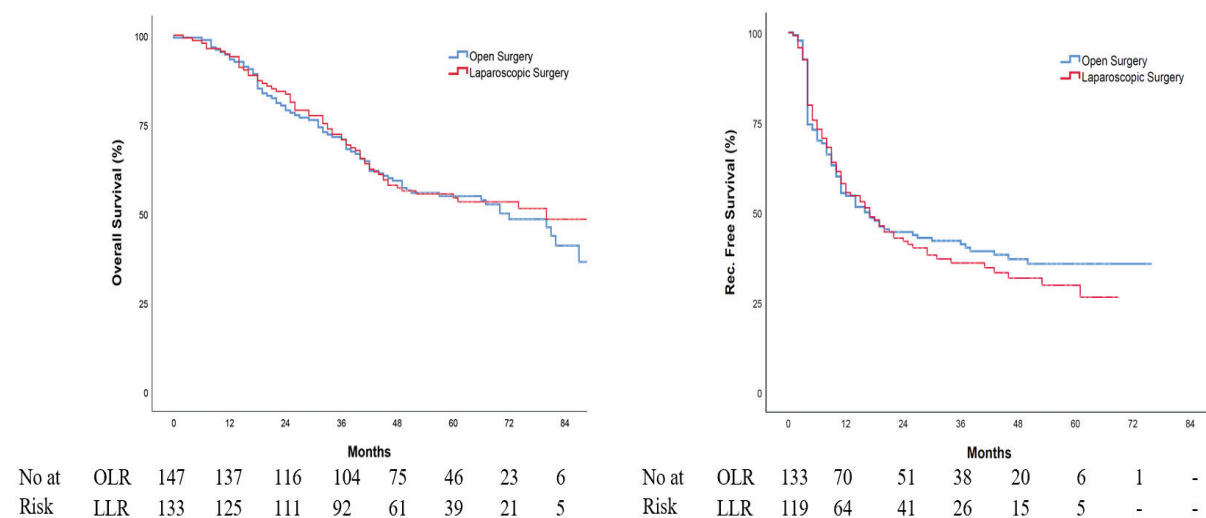 100
75
50
25
0
Overall Survival (%)
Open Surgery
Laparoscopic Surgery
0 12 24 36 48 60 72 84
Months
No at OLR 147 137 116 104 75 46 23 6
Risk LLR 133 125 111 92 61 39 21 5
100
75
50
25
0
Rec. Free Survival (%)
Open Surgery
Laparoscopic Surgery
0 12 24 36 48 60 72 84
Months
No at OLR 133 70 51 38 20 6 1 -
Risk LLR 119 64 41 26 15 5 - -